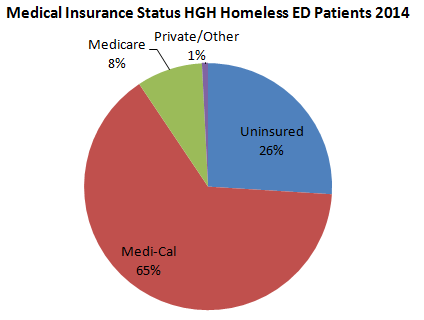 Medical Insurance Status HGH Homeless ED Patients 2014
Private/Other
1%
Medicare
8%
Uninsured
26%
Medi-Cal
65%